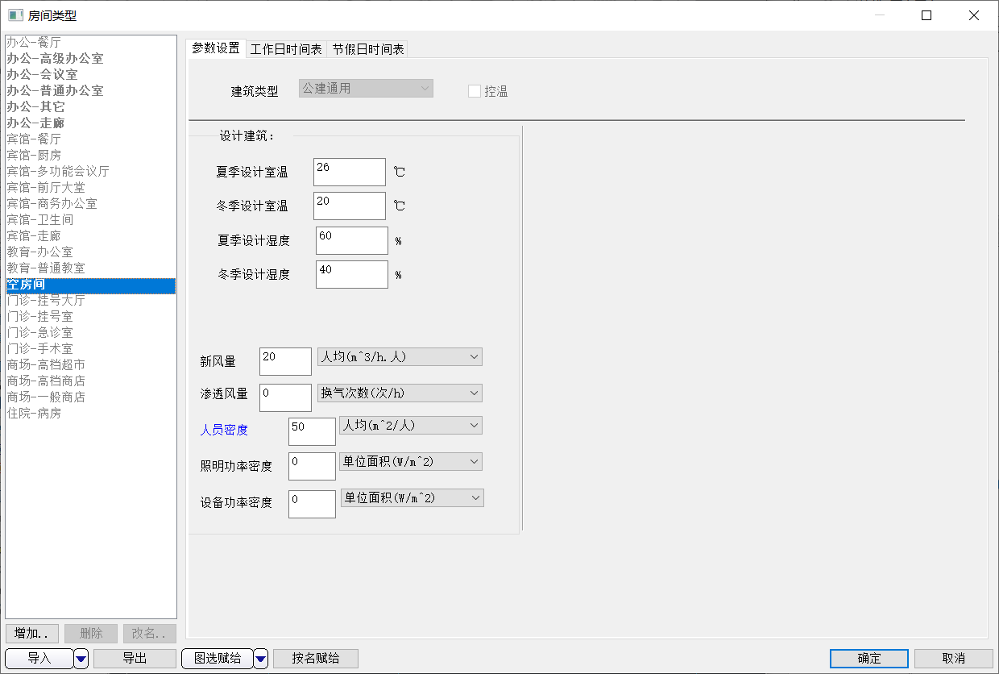 房间类型
办公-餐厅
办公-高级办公室
办公-会议室
办公-普通办公室
办公-其它
办公-走廊
宾馆-餐厅
宾馆-厨房
宾馆-多功能会议厅
宾馆-前厅大堂
宾馆-商务办公室
宾馆-卫生间
宾馆-走廊
教育-办公室
教育-普通教室
空房间
门诊-挂号大厅
门诊-挂号室
门诊-急诊室
门诊-手术室
商场-高档超市
商场-高档商店
商场-一般商店
住院-病房
参数设置 工作日时间表 节假日时间表
建筑类型 公建通用 控温
设计建筑:
夏季设计室温 26 ℃
冬季设计室温 20 ℃
夏季设计湿度 60 %
冬季设计湿度 40 %
新风量 20 人均(m^3/h.人)
渗透风量 0 换气次数(次/h)
人员密度 50 人均(m^2/人)
照明功率密度 0 单位面积(W/m^2)
设备功率密度 0 单位面积(W/m^2)
增加.. 删除 改名..
导入 导出 图选赋给 按名赋给 确定 取消